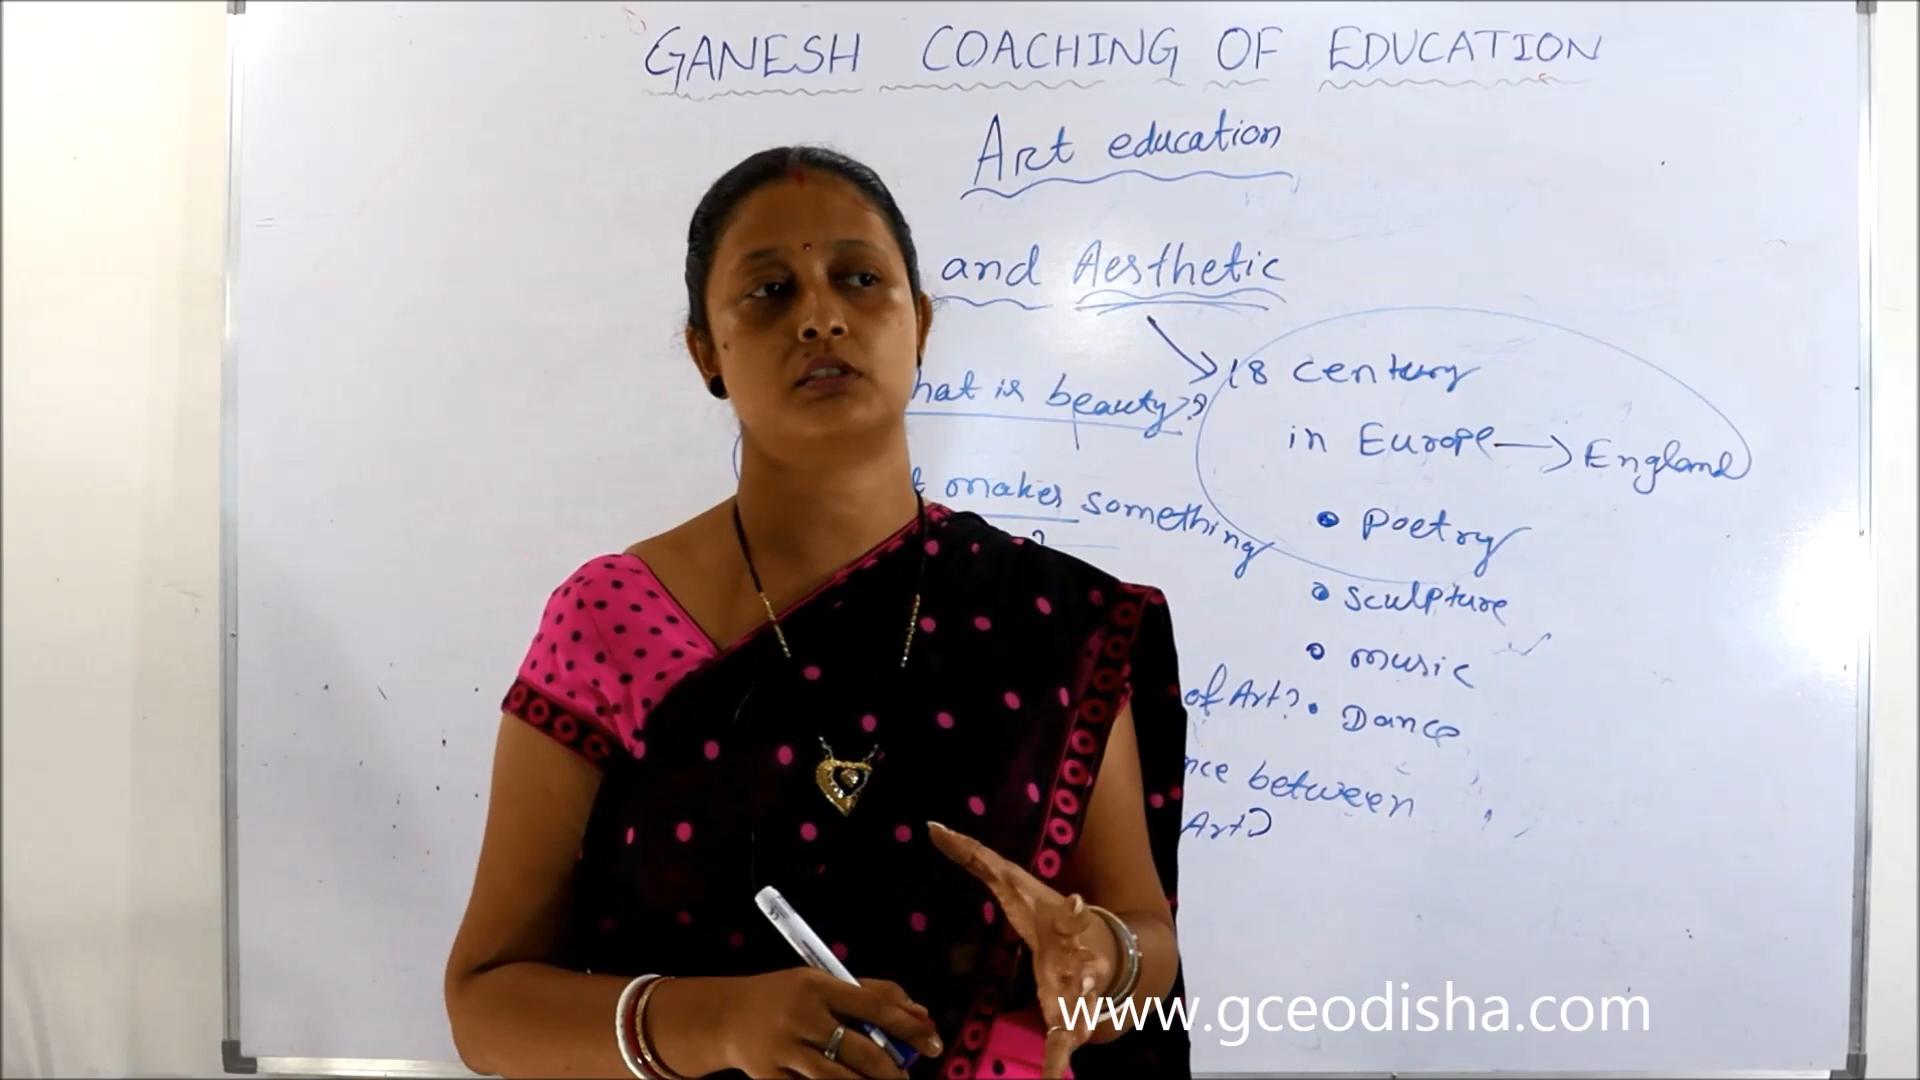 GANESH COACHING OF EDUCATION
Art education
and Aesthetic
18 century
in Europe → England
hat is beauty?
makes something
?
• Poetry
• Sculpture
• music
of Art?
• Dance
nce between
Art?
www.gceodisha.com